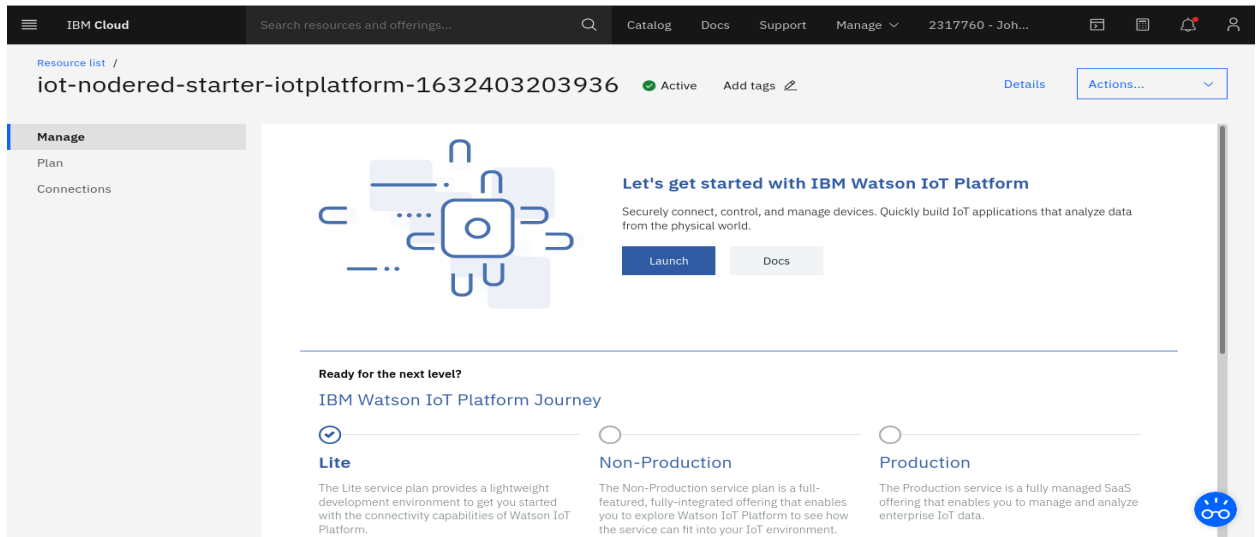 IBM Cloud
Search resources and offerings...
Catalog
Docs
Support
Manage
2317760 - Joh...
Resource list /
iot-nodered-starter-iotplatform-1632403203936
Active
Add tags
Details
Actions...
Manage
Plan
Connections
Let's get started with IBM Watson IoT Platform
Securely connect, control, and manage devices. Quickly build IoT applications that analyze data
from the physical world.
Launch
Docs
Ready for the next level?
IBM Watson IoT Platform Journey
Lite
The Lite service plan provides a lightweight
development environment to get you started
with the connectivity capabilities of Watson IoT
Platform.
Non-Production
The Non-Production service plan is a full-
featured, fully-integrated offering that enables
you to explore Watson IoT Platform to see how
the service can fit into your IoT environment.
Production
The Production service is a fully managed SaaS
offering that enables you to manage and analyze
enterprise IoT data.